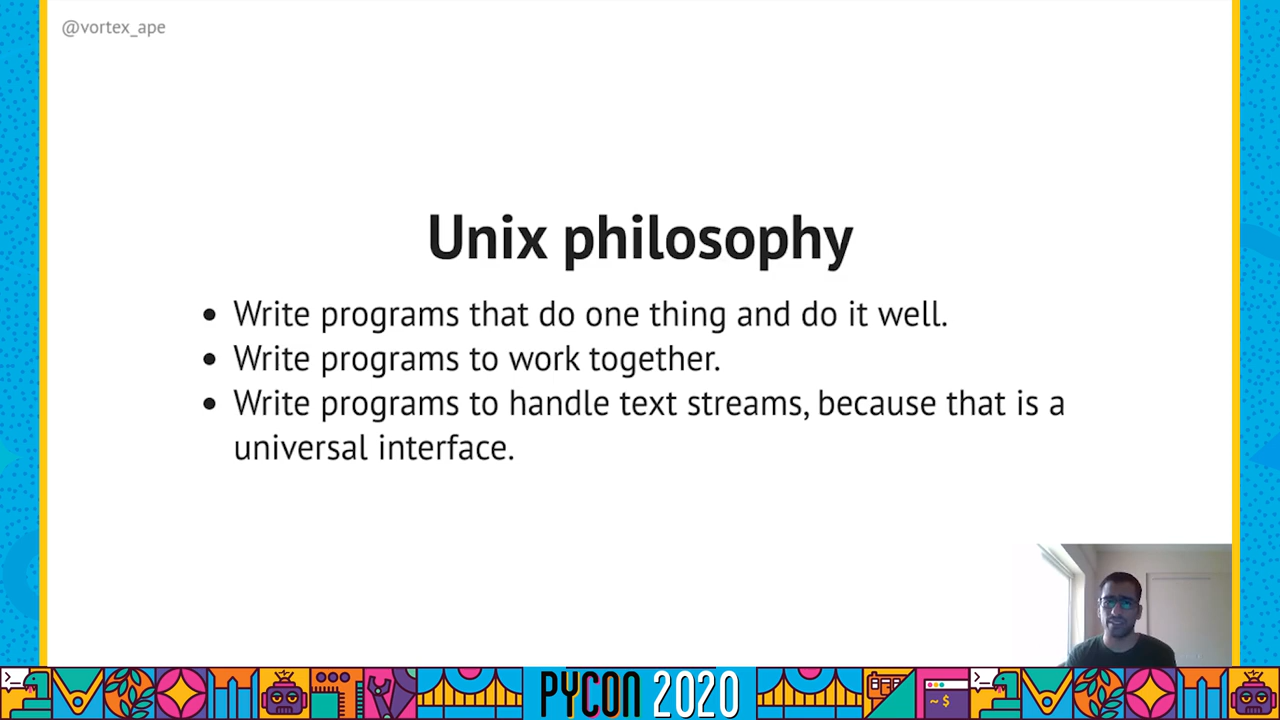 @vortex_ape
Unix philosophy
• Write programs that do one thing and do it well.
• Write programs to work together.
• Write programs to handle text streams, because that is a
universal interface.
PYCON 2020
~ $